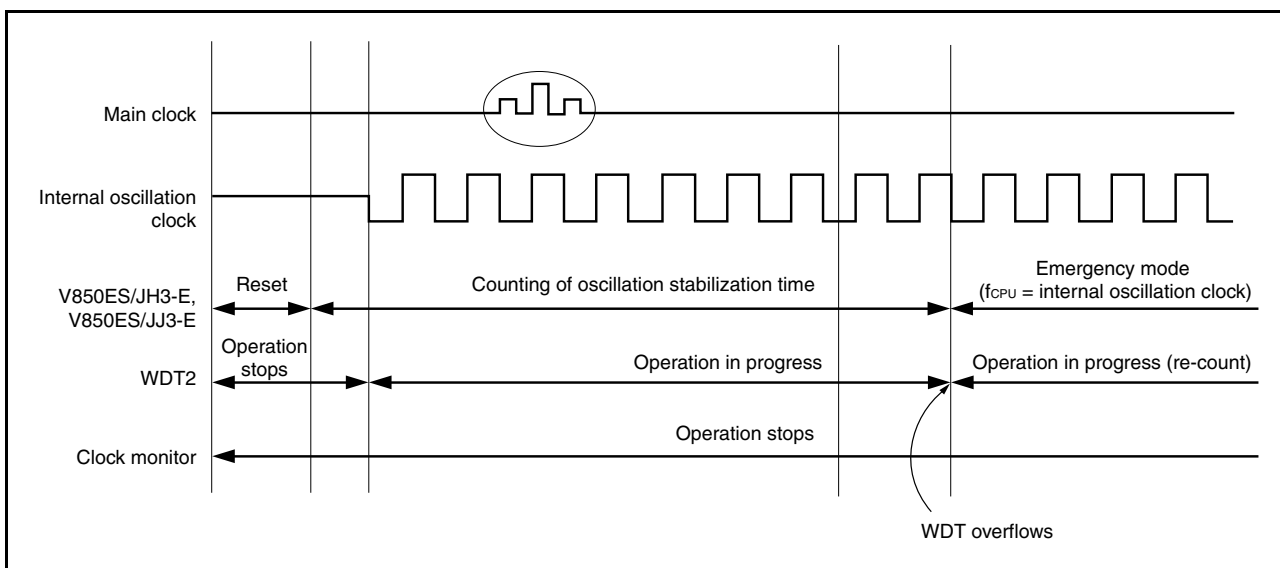 Main clock
Internal oscillation
clock
V850ES/JH3-E,
V850ES/JJ3-E
Reset
Counting of oscillation stabilization time
Emergency mode
(fCPU = internal oscillation clock)
WDT2
Operation
stops
Operation in progress
Operation in progress (re-count)
Clock monitor
Operation stops
WDT overflows